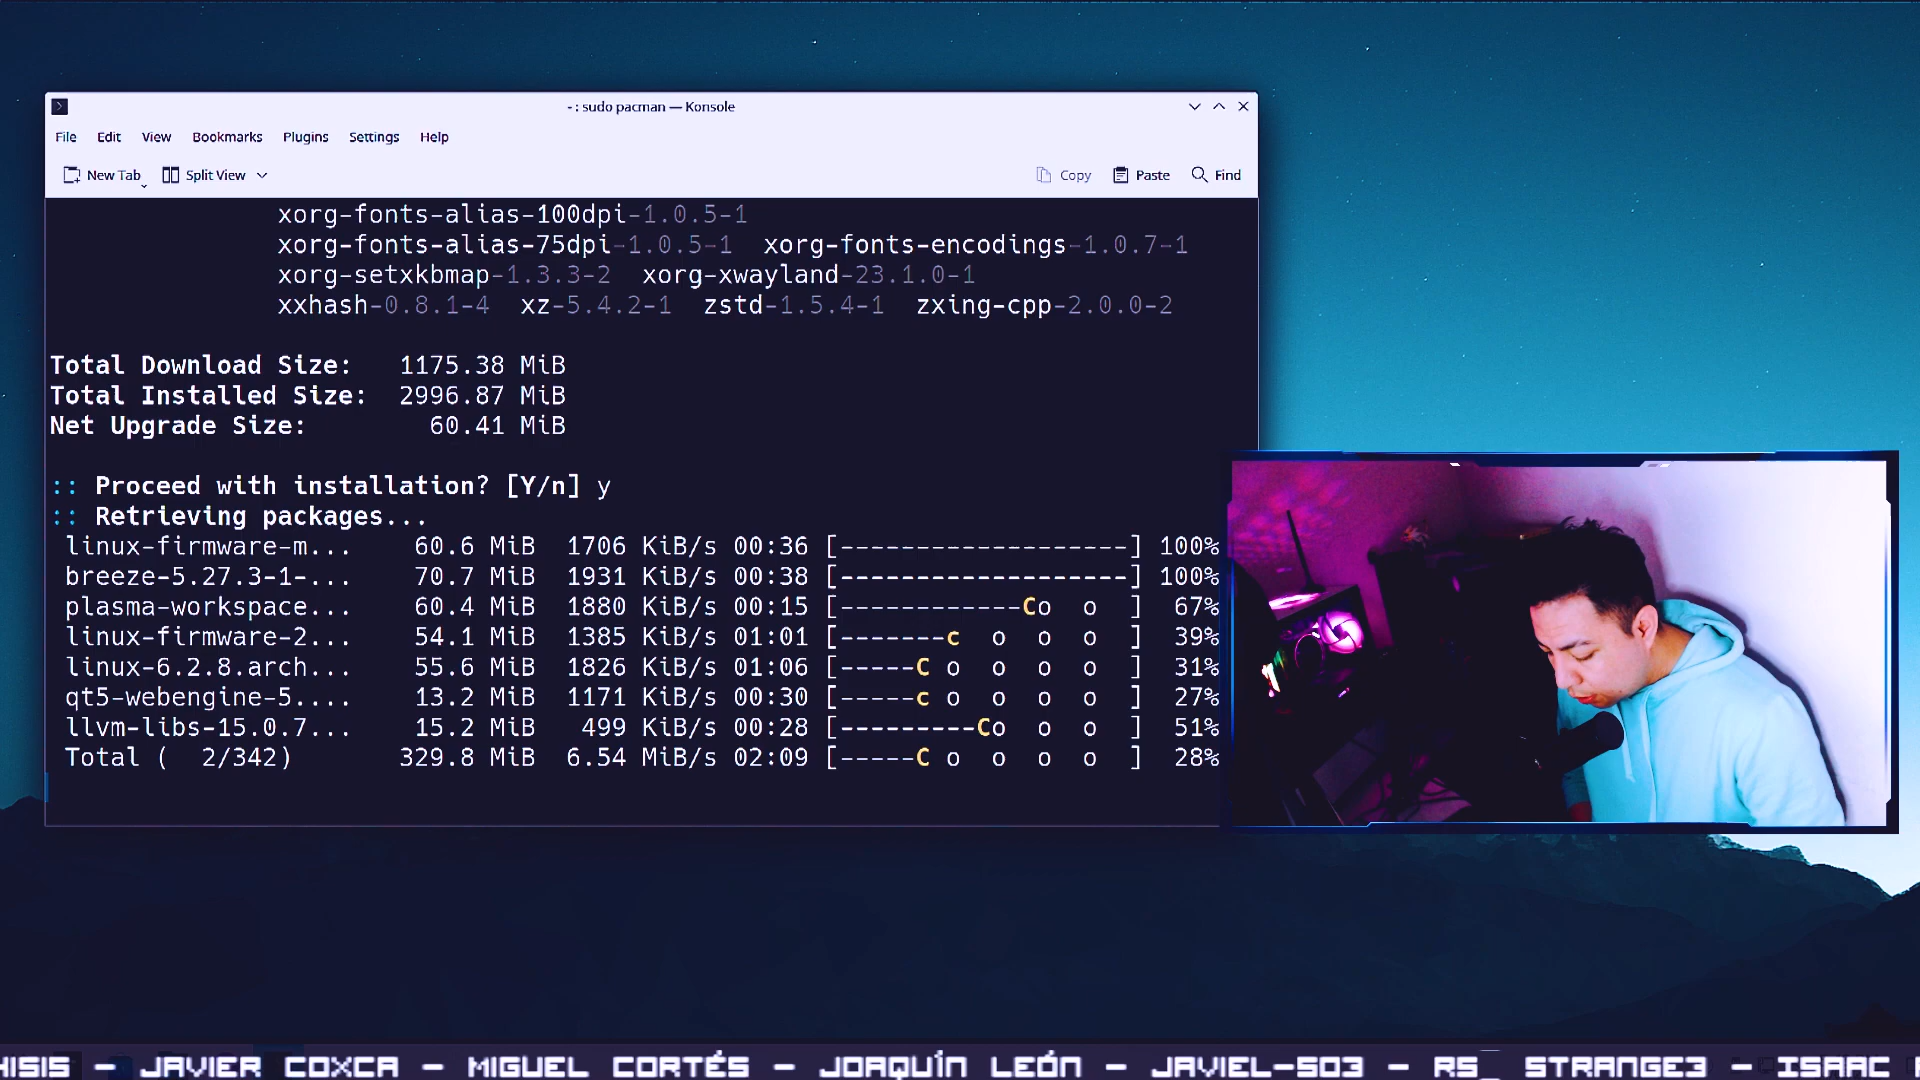 - : sudo pacman — Konsole
File Edit View Bookmarks Plugins Settings Help
New Tab Split View Copy Paste Find
xorg-fonts-alias-100dpi-1.0.5-1
xorg-fonts-alias-75dpi-1.0.5-1 xorg-fonts-encodings-1.0.7-1
xorg-setxkbmap-1.3.3-2 xorg-xwayland-23.1.0-1
xxhash-0.8.1-4 xz-5.4.2-1 zstd-1.5.4-1 zxing-cpp-2.0.0-2
Total Download Size: 1175.38 MiB
Total Installed Size: 2996.87 MiB
Net Upgrade Size: 60.41 MiB
:: Proceed with installation? [Y/n] y
:: Retrieving packages...
linux-firmware-m... 60.6 MiB 1706 KiB/s 00:36 [-------------------] 100%
breeze-5.27.3-1-... 70.7 MiB 1931 KiB/s 00:38 [-------------------] 100%
plasma-workspace... 60.4 MiB 1880 KiB/s 00:15 [------------Co  o  ] 67%
linux-firmware-2... 54.1 MiB 1385 KiB/s 01:01 [-------c  o  o  o  ] 39%
linux-6.2.8.arch... 55.6 MiB 1826 KiB/s 01:06 [-----C o  o  o  o  ] 31%
qt5-webengine-5.... 13.2 MiB 1171 KiB/s 00:30 [-----c o  o  o  o  ] 27%
llvm-libs-15.0.7... 15.2 MiB 499 KiB/s 00:28 [---------Co  o  o  ] 51%
Total (  2/342) 329.8 MiB 6.54 MiB/s 02:09 [-----C o  o  o  o  ] 28%
HISIS - JAVIER COXCA - MIGUEL CORTÉS - JOAQUÍN LEÓN - JAVIEL-503 - RS_ STRANGE3 - ISAAC